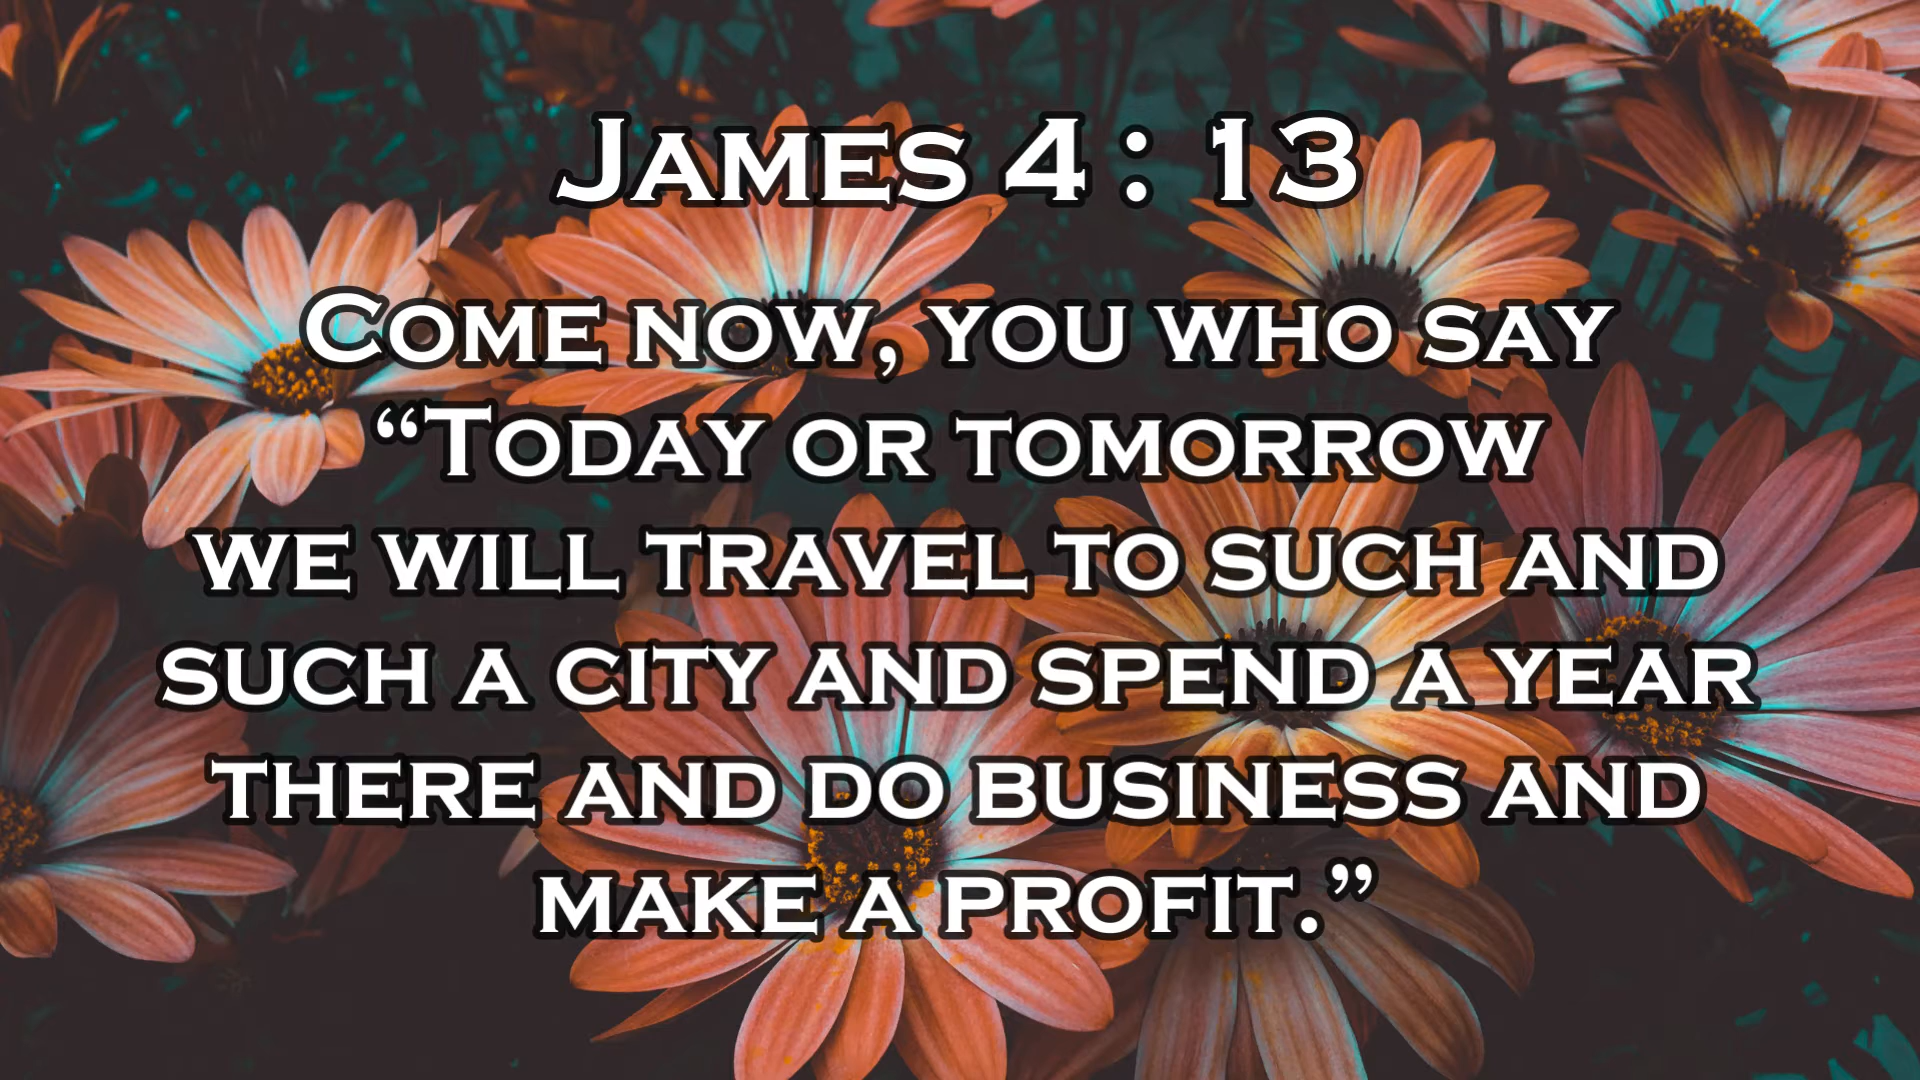 James 4 : 13
Come now, you who say
“Today or tomorrow
we will travel to such and
such a city and spend a year
there and do business and
make a profit.”